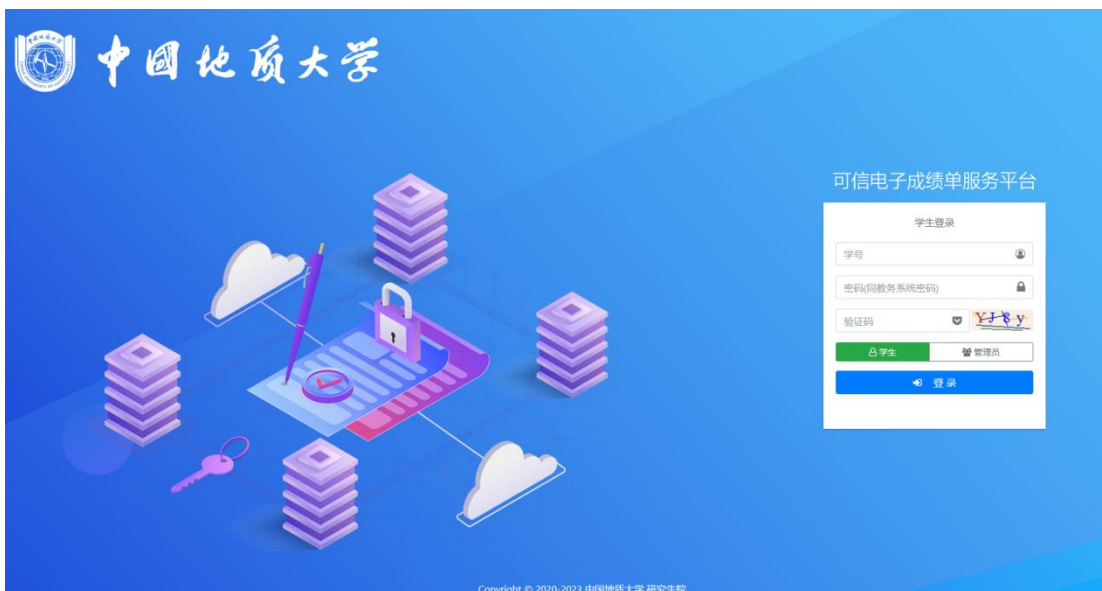 中國地质大学
可信电子成绩单服务平台
学生登录
学号
密码(同教务系统密码)
验证码
YJ8y
学生 管理员
登录
Copyright © 2020-2023 中国地质大学 研究生院